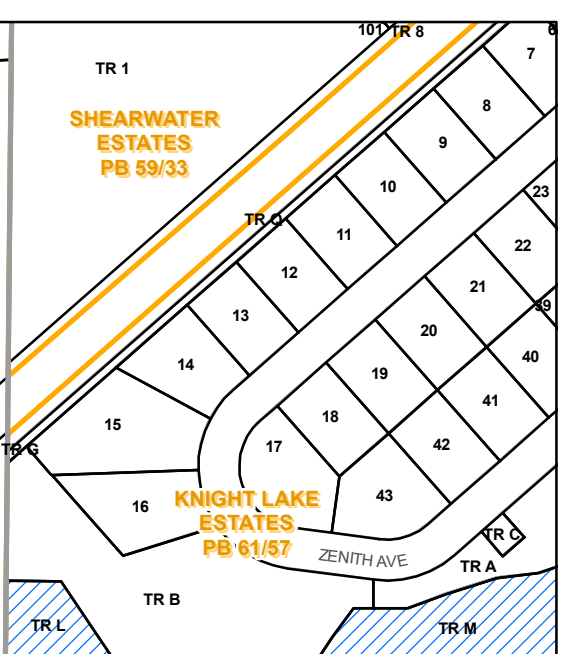 101 TR 8
6
7
TR 1
8
SHEARWATER
ESTATES
PB 59/33
9
10
23
TR Q
11
22
12
21
39
13
20
40
14
19
41
15
18
17
42
TR G
16
KNIGHT LAKE
ESTATES
PB 61/57
43
ZENITH AVE
TR C
TR A
TR B
TR L
TR M